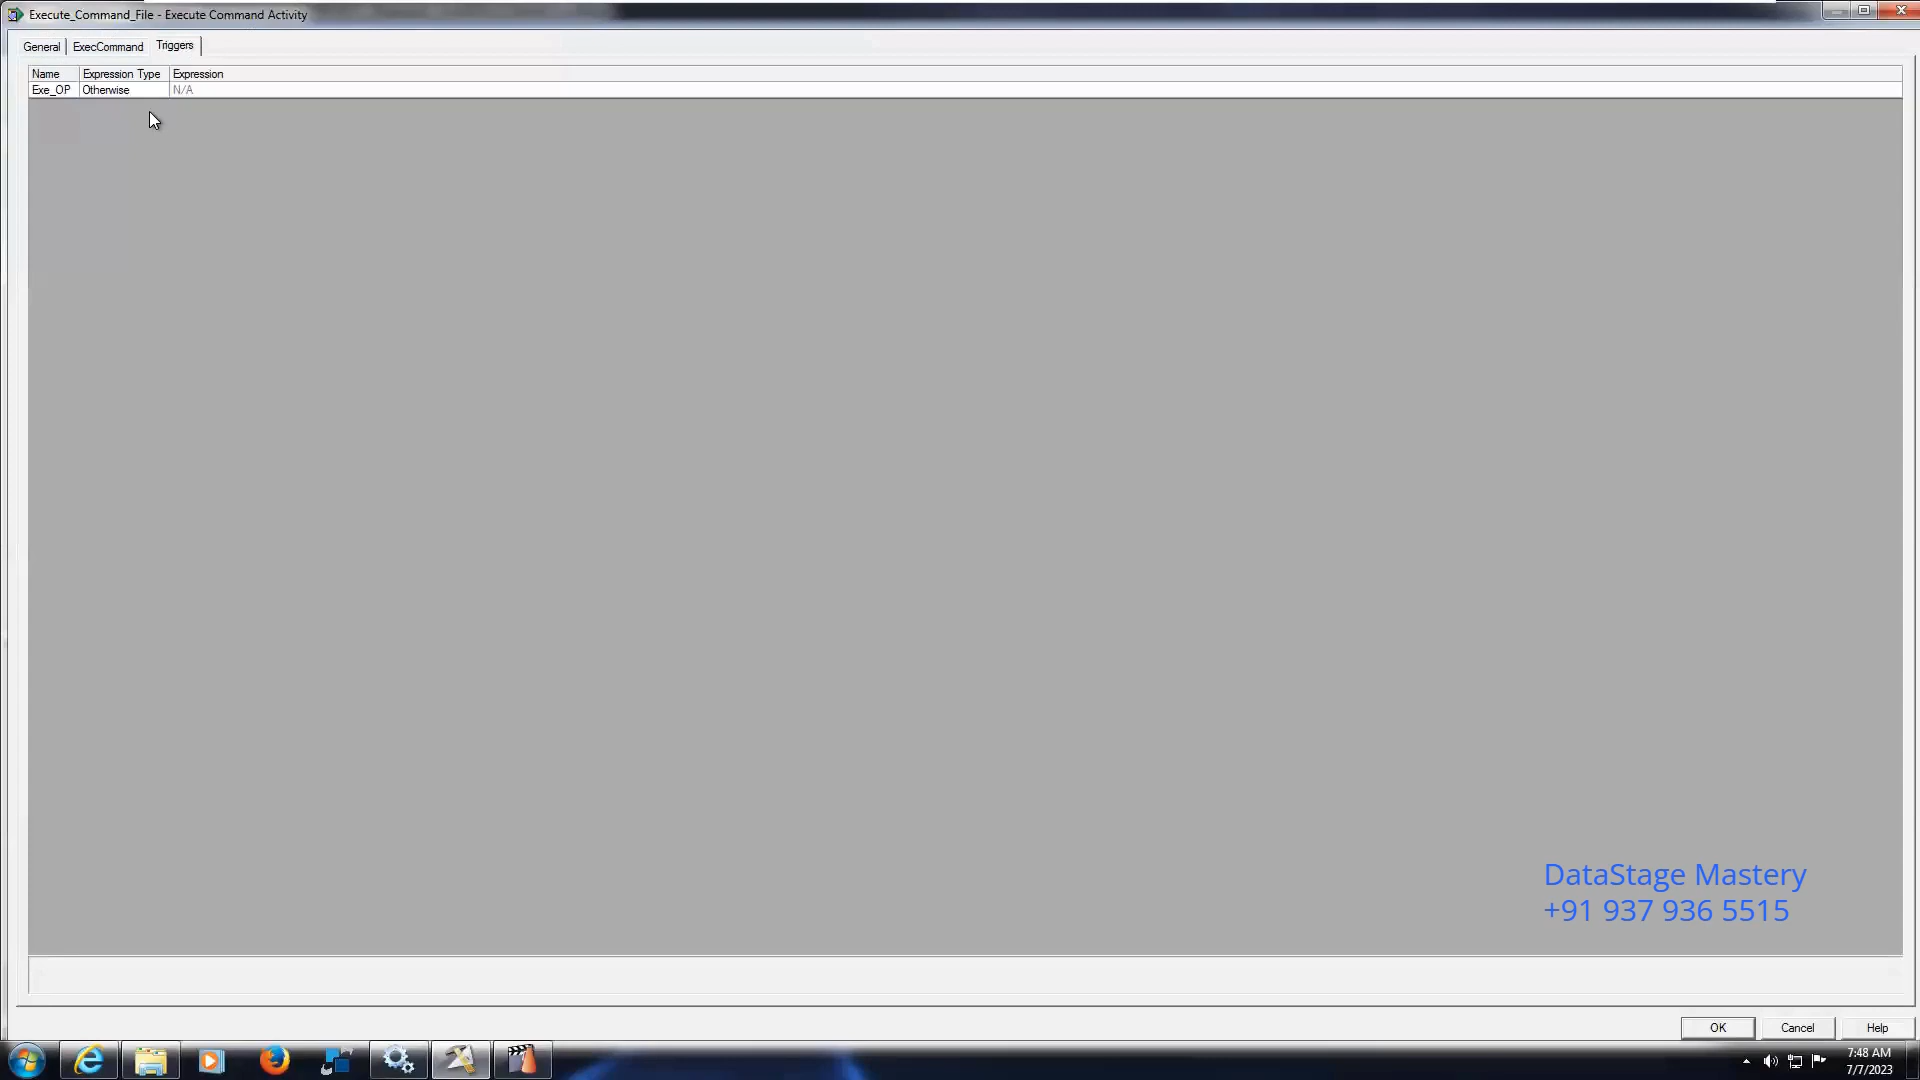 Execute_Command_File - Execute Command Activity
General ExecCommand Triggers
Name Expression Type Expression
Exe_OP Otherwise N/A
DataStage Mastery
+91 937 936 5515
OK Cancel Help
7:48 AM
7/7/2023